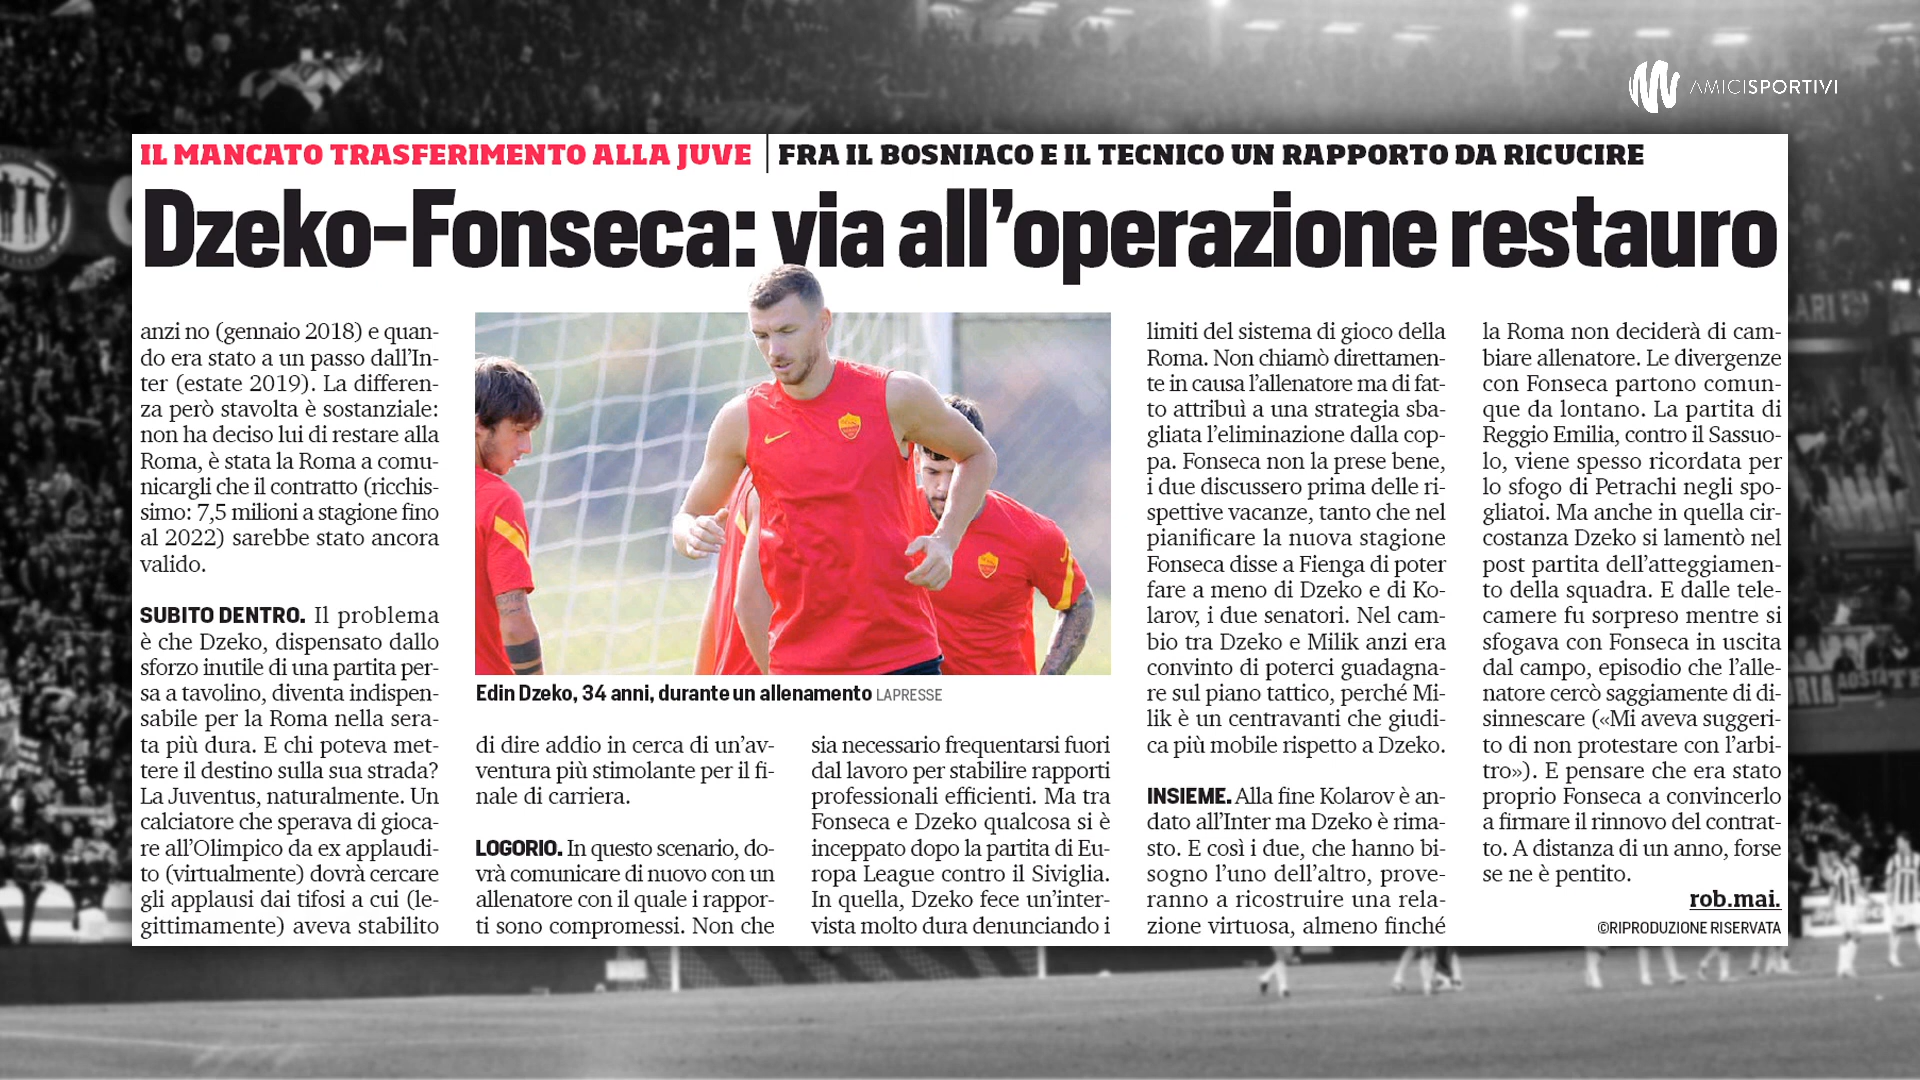 AMICISPORTIVI
IL MANCATO TRASFERIMENTO ALLA JUVE
FRA IL BOSNIACO E IL TECNICO UN RAPPORTO DA RICUCIRE
Dzeko-Fonseca: via all’operazione restauro
anzi no (gennaio 2018) e quan-
do era stato a un passo dall’In-
ter (estate 2019). La differen-
za però stavolta è sostanziale:
non ha deciso lui di restare alla
Roma, è stata la Roma a comu-
nicargli che il contratto (ricchis-
simo: 7,5 milioni a stagione fino
al 2022) sarebbe stato ancora
valido.
SUBITO DENTRO. Il problema
è che Dzeko, dispensato dallo
sforzo inutile di una partita per-
sa a tavolino, diventa indispen-
sabile per la Roma nella sera-
ta più dura. E chi poteva met-
tere il destino sulla sua strada?
La Juventus, naturalmente. Un
calciatore che sperava di gioca-
re all’Olimpico da ex applaudi-
to (virtualmente) dovrà cercare
gli applausi dai tifosi a cui (le-
gittimamente) aveva stabilito
Edin Dzeko, 34 anni, durante un allenamento LAPRESSE
di dire addio in cerca di un’av-
ventura più stimolante per il fi-
nale di carriera.
LOGORIO. In questo scenario, do-
vrà comunicare di nuovo con un
allenatore con il quale i rappor-
ti sono compromessi. Non che
sia necessario frequentarsi fuori
dal lavoro per stabilire rapporti
professionali efficienti. Ma tra
Fonseca e Dzeko qualcosa si è
inceppato dopo la partita di Eu-
ropa League contro il Siviglia.
In quella, Dzeko fece un’inter-
vista molto dura denunciando i
limiti del sistema di gioco della
Roma. Non chiamò direttamen-
te in causa l’allenatore ma di fat-
to attribuì a una strategia sba-
gliata l’eliminazione dalla cop-
pa. Fonseca non la prese bene,
i due discussero prima delle ri-
spettive vacanze, tanto che nel
pianificare la nuova stagione
Fonseca disse a Fienga di poter
fare a meno di Dzeko e di Ko-
larov, i due senatori. Nel cam-
bio tra Dzeko e Milik anzi era
convinto di poterci guadagna-
re sul piano tattico, perché Mi-
lik è un centravanti che giudi-
ca più mobile rispetto a Dzeko.
INSIEME. Alla fine Kolarov è an-
dato all’Inter ma Dzeko è rima-
sto. E così i due, che hanno bi-
sogno l’uno dell’altro, prove-
ranno a ricostruire una rela-
zione virtuosa, almeno finché
la Roma non deciderà di cam-
biare allenatore. Le divergenze
con Fonseca partono comun-
que da lontano. La partita di
Reggio Emilia, contro il Sassuo-
lo, viene spesso ricordata per
lo sfogo di Petrachi negli spo-
gliatoi. Ma anche in quella cir-
costanza Dzeko si lamentò nel
post partita dell’atteggiamen-
to della squadra. E dalle tele-
camere fu sorpreso mentre si
sfogava con Fonseca in uscita
dal campo, episodio che l’alle-
natore cercò saggiamente di di-
sinnescare («Mi aveva suggeri-
to di non protestare con l’arbi-
tro»). E pensare che era stato
proprio Fonseca a convincerlo
a firmare il rinnovo del contrat-
to. A distanza di un anno, forse
se ne è pentito.
rob.mai.
©RIPRODUZIONE RISERVATA